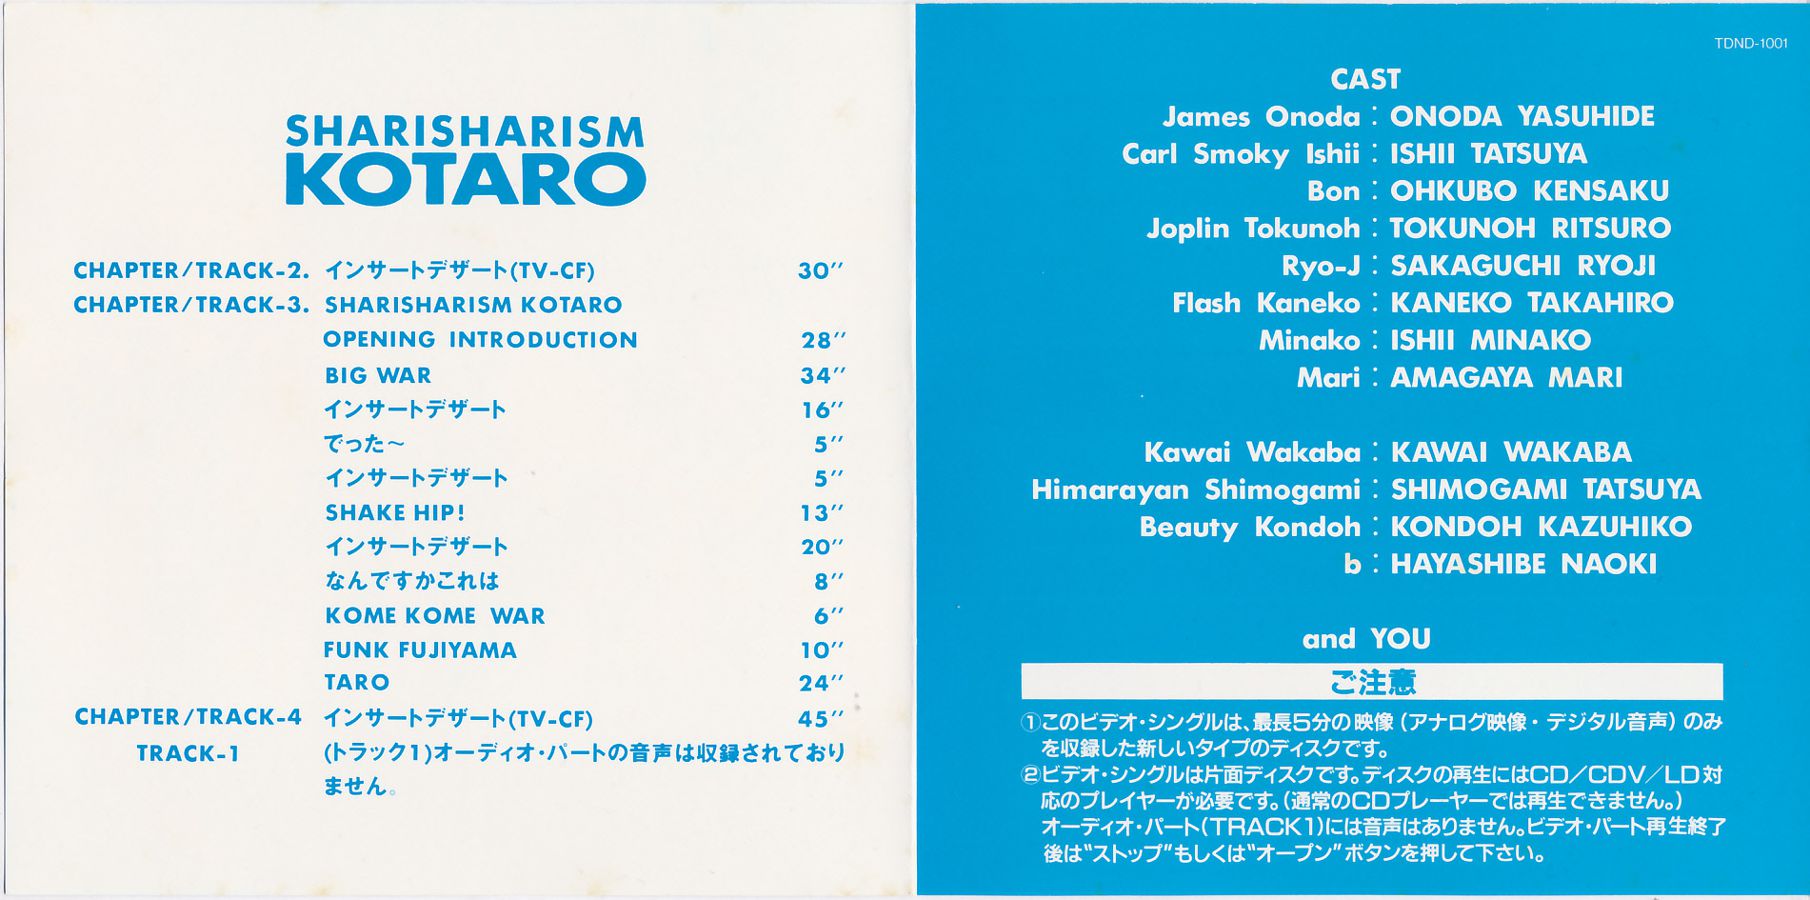 SHARISHARISM
KOTARO
CHAPTER/TRACK-2. インサートデザート(TV-CF) 30″
CHAPTER/TRACK-3. SHARISHARISM KOTARO
OPENING INTRODUCTION 28″
BIG WAR 34″
インサートデザート 16″
でった〜 5″
インサートデザート 5″
SHAKE HIP! 13″
インサートデザート 20″
なんですかこれは 8″
KOME KOME WAR 6″
FUNK FUJIYAMA 10″
TARO 24″
CHAPTER/TRACK-4 インサートデザート(TV-CF) 45″
TRACK-1 (トラック1)オーディオ・パートの音声は収録されており
ません。
TDND-1001
CAST
James Onoda : ONODA YASUHIDE
Carl Smoky Ishii : ISHII TATSUYA
Bon : OHKUBO KENSAKU
Joplin Tokunoh : TOKUNOH RITSURO
Ryo-J : SAKAGUCHI RYOJI
Flash Kaneko : KANEKO TAKAHIRO
Minako : ISHII MINAKO
Mari : AMAGAYA MARI
Kawai Wakaba : KAWAI WAKABA
Himarayan Shimogami : SHIMOGAMI TATSUYA
Beauty Kondoh : KONDOH KAZUHIKO
b : HAYASHIBE NAOKI
and YOU
ご注意
①このビデオ・シングルは、最長5分の映像（アナログ映像・デジタル音声）のみ
を収録した新しいタイプのディスクです。
②ビデオ・シングルは片面ディスクです。ディスクの再生にはCD／CDV／LD対
応のプレイヤーが必要です。(通常のCDプレーヤーでは再生できません。)
オーディオ・パート(TRACK1)には音声はありません。ビデオ・パート再生終了
後は“ストップ”もしくは“オープン”ボタンを押して下さい。